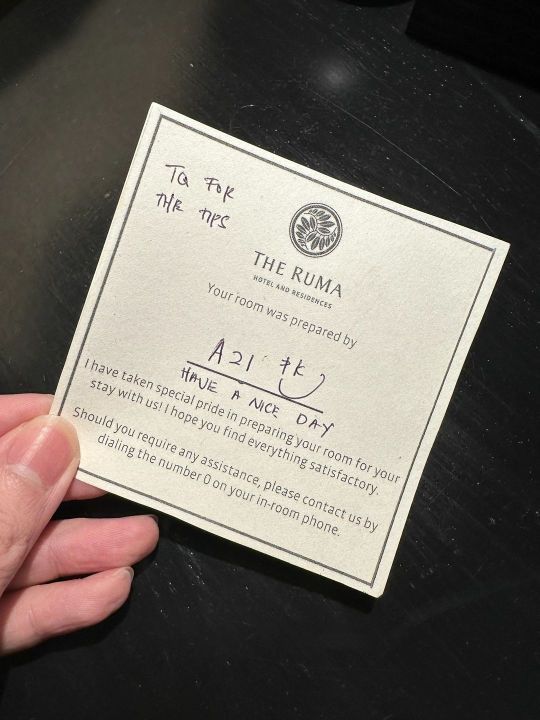 TQ FOR
THE TIPS
THE RUMA
HOTEL AND RESIDENCES
Your room was prepared by
HAVE A NICE DAY
I have taken special pride in preparing your room for your
stay with us! I hope you find everything satisfactory.
Should you require any assistance, please contact us by
dialing the number 0 on your in-room phone.